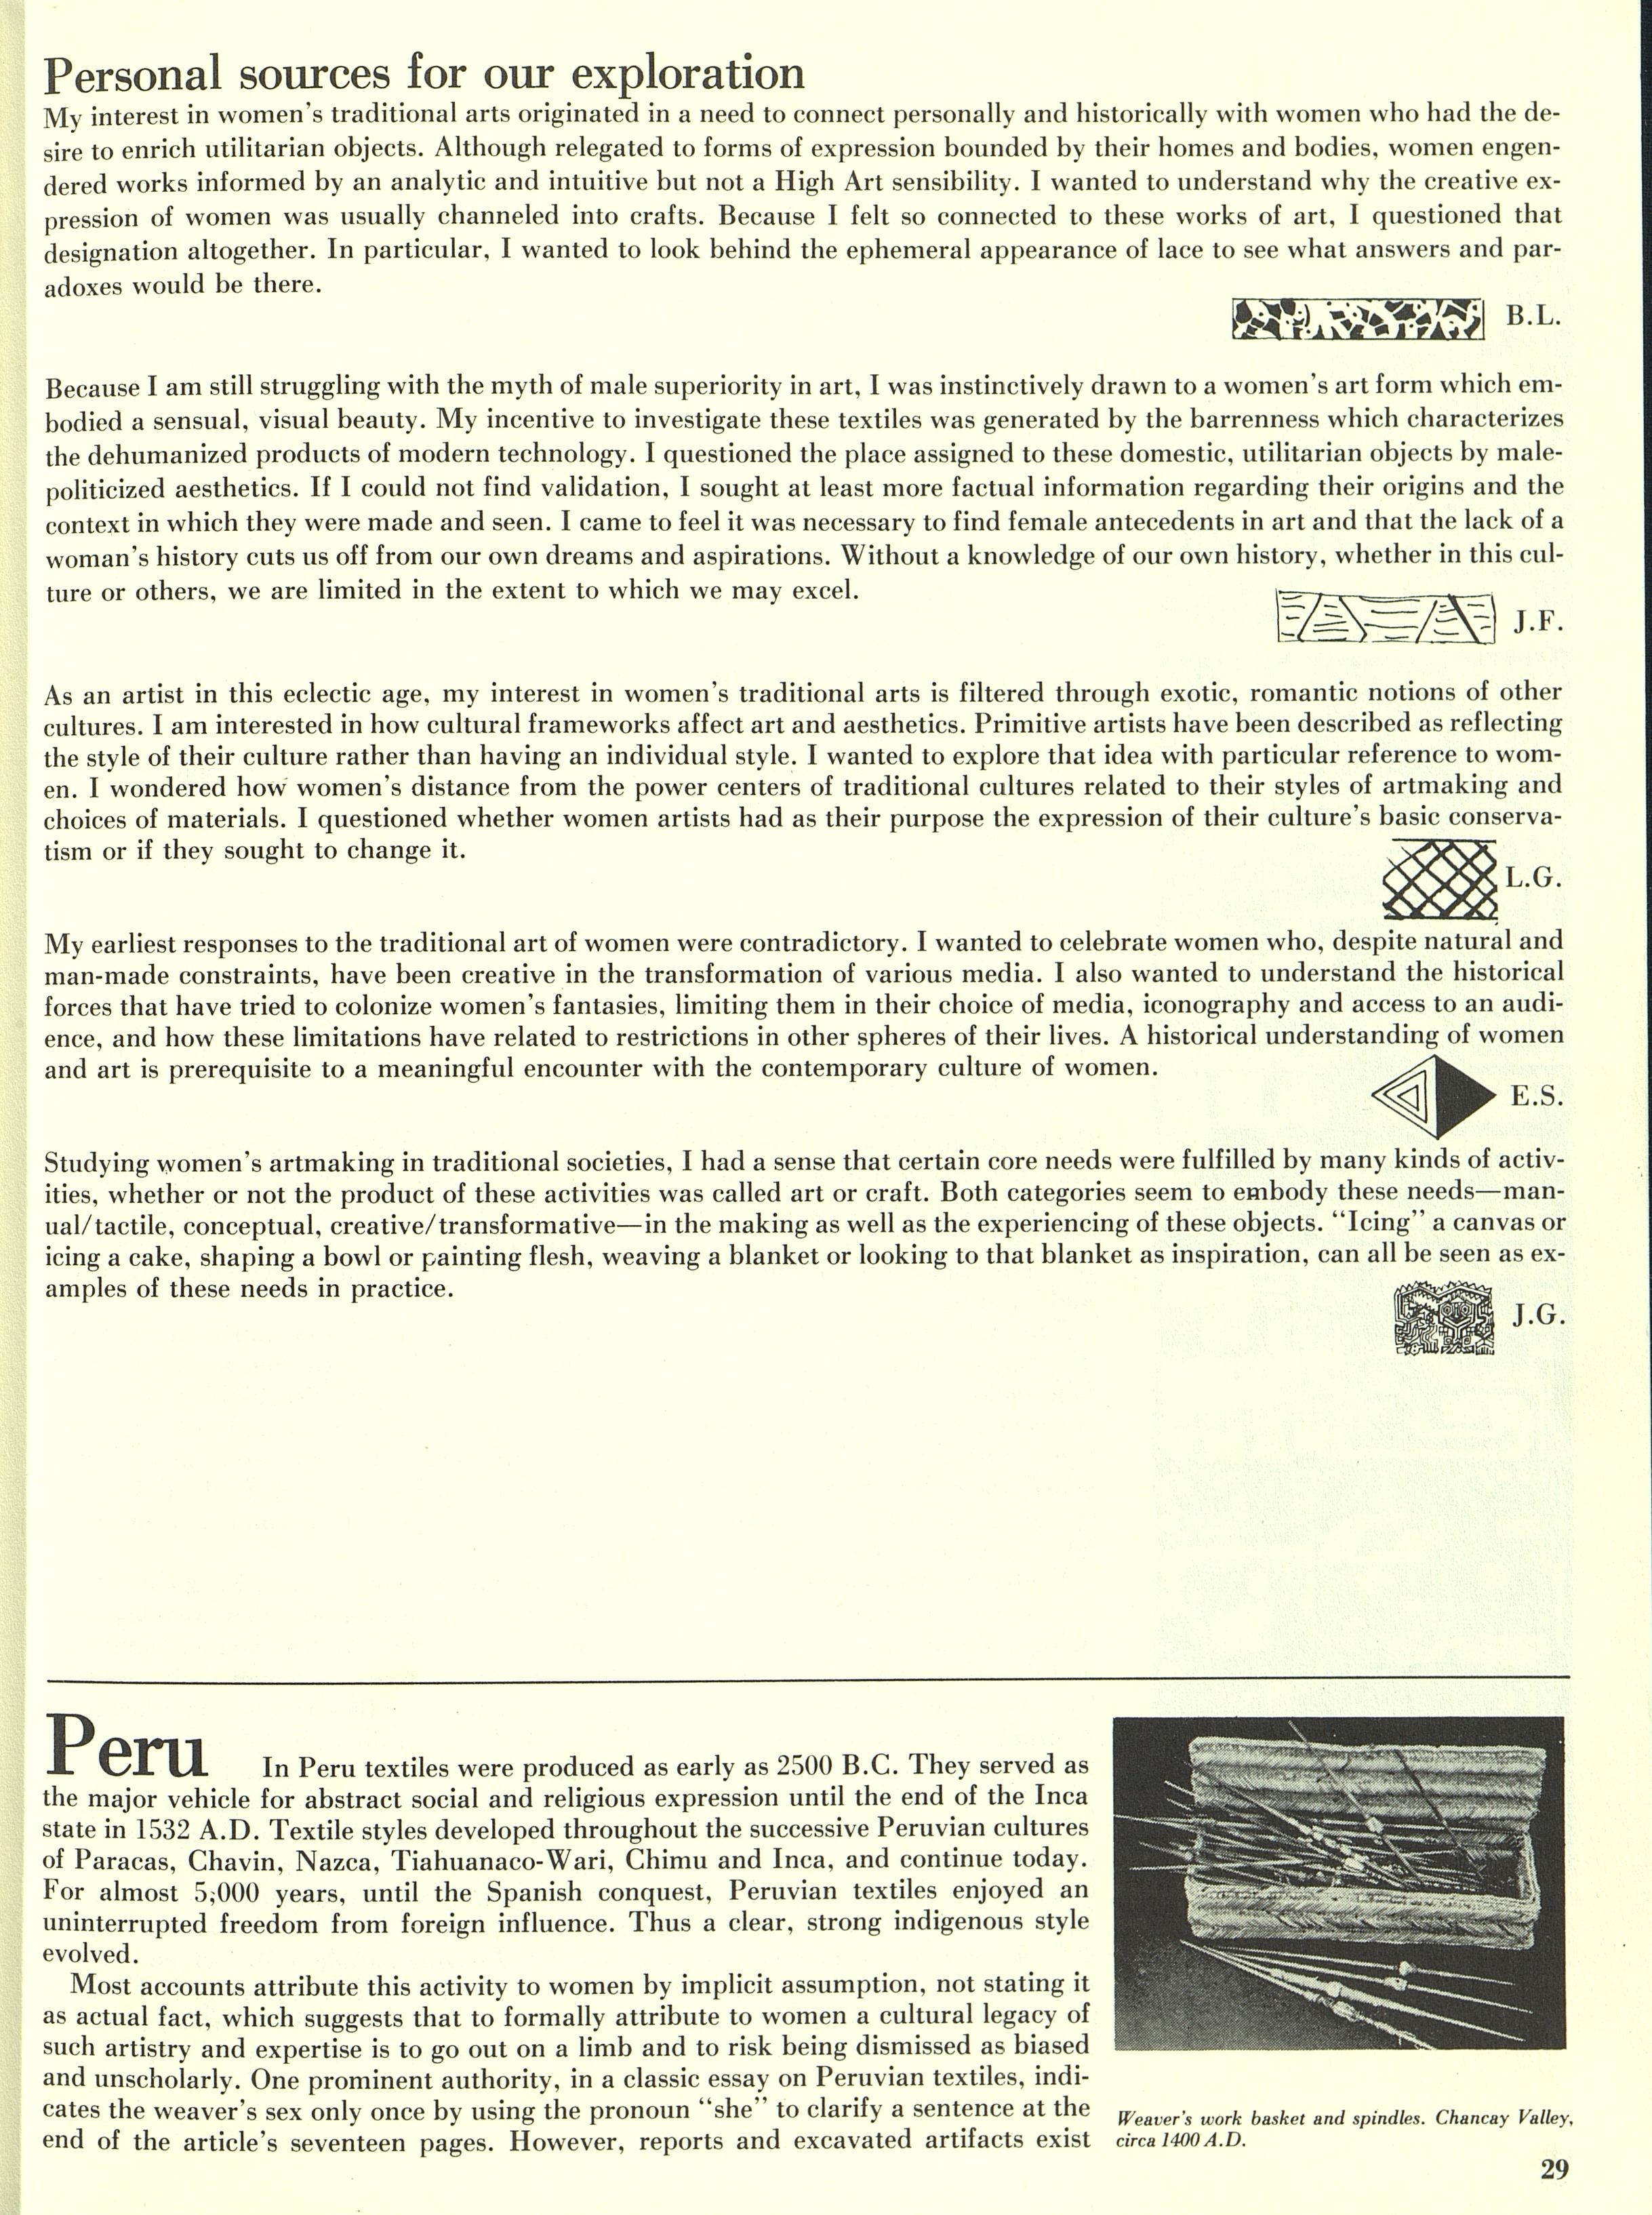 Personal sources for our exploration
My interest in women's traditional arts originated in a need to connect personally and historically with women who had the de-
sire to enrich utilitarian objects. Although relegated to forms of expression bounded by their homes and bodies, women engen-
dered works informed by an analytic and intuitive but not a High Art sensibility. I wanted to understand why the creative ex-
pression of women was usually channeled into crafts. Because I felt so connected to these works of art, I questioned that
designation altogether. In particular, I wanted to look behind the ephemeral appearance of lace to see what answers and par-
adoxes would be there.
B.L.
Because I am still struggling with the myth of male superiority in art, I was instinctively drawn to a women's art form which em-
bodied a sensual, visual beauty. My incentive to investigate these textiles was generated by the barrenness which characterizes
the dehumanized products of modern technology. I questioned the place assigned to these domestic, utilitarian objects by male-
politicized aesthetics. If I could not find validation, I sought at least more factual information regarding their origins and the
context in which they were made and seen. I came to feel it was necessary to find female antecedents in art and that the lack of a
woman's history cuts us off from our own dreams and aspirations. Without a knowledge of our own history, whether in this cul-
ture or others, we are limited in the extent to which we may excel.
J.F.
As an artist in this eclectic age, my interest in women's traditional arts is filtered through exotic, romantic notions of other
cultures. I am interested in how cultural frameworks affect art and aesthetics. Primitive artists have been described as reflecting
the style of their culture rather than having an individual style. I wanted to explore that idea with particular reference to wom-
en. I wondered how women's distance from the power centers of traditional cultures related to their styles of artmaking and
choices of materials. I questioned whether women artists had as their purpose the expression of their culture's basic conserva-
tism or if they sought to change it.
L.G.
My earliest responses to the traditional art of women were contradictory. I wanted to celebrate women who, despite natural and
man-made constraints, have been creative in the transformation of various media. I also wanted to understand the historical
forces that have tried to colonize women's fantasies, limiting them in their choice of media, iconography and access to an audi-
ence, and how these limitations have related to restrictions in other spheres of their lives. A historical understanding of women
and art is prerequisite to a meaningful encounter with the contemporary culture of women.
E.S.
Studying women's artmaking in traditional societies, I had a sense that certain core needs were fulfilled by many kinds of activ-
ities, whether or not the product of these activities was called art or craft. Both categories seem to embody these needs—man-
ual/tactile, conceptual, creative/transformative—in the making as well as the experiencing of these objects. "Icing" a canvas or
icing a cake, shaping a bowl or painting flesh, weaving a blanket or looking to that blanket as inspiration, can all be seen as ex-
amples of these needs in practice.
J.G.
Peru In Peru textiles were produced as early as 2500 B.C. They served as
the major vehicle for abstract social and religious expression until the end of the Inca
state in 1532 A.D. Textile styles developed throughout the successive Peruvian cultures
of Paracas, Chavin, Nazca, Tiahuanaco-Wari, Chimu and Inca, and continue today.
For almost 5,000 years, until the Spanish conquest, Peruvian textiles enjoyed an
uninterrupted freedom from foreign influence. Thus a clear, strong indigenous style
evolved.
Most accounts attribute this activity to women by implicit assumption, not stating it
as actual fact, which suggests that to formally attribute to women a cultural legacy of
such artistry and expertise is to go out on a limb and to risk being dismissed as biased
and unscholarly. One prominent authority, in a classic essay on Peruvian textiles, indi-
cates the weaver's sex only once by using the pronoun "she" to clarify a sentence at the
end of the article's seventeen pages. However, reports and excavated artifacts exist
Weaver's work basket and spindles. Chancay Valley,
circa 1400 A.D.
29